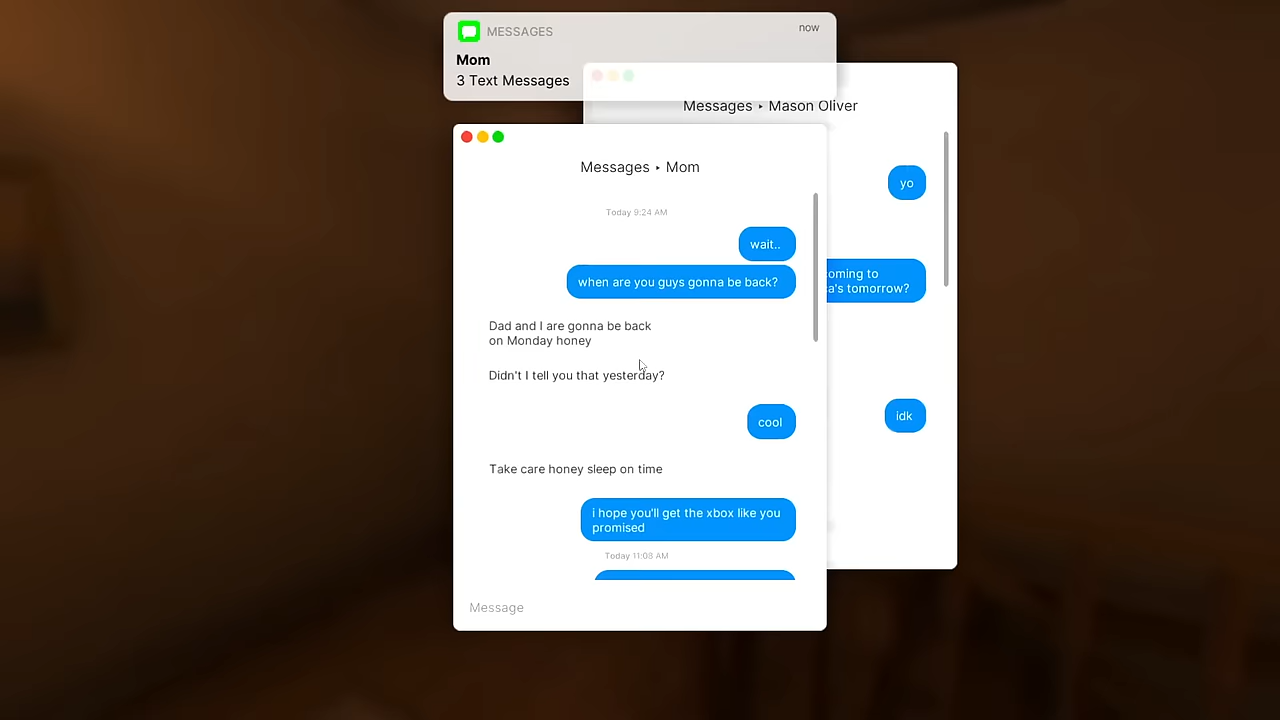 MESSAGES
now
Mom
3 Text Messages
Messages ‣ Mason Oliver
yo
coming to
tomorrow?
idk
Messages ‣ Mom
Today 9:24 AM
wait..
when are you guys gonna be back?
Dad and I are gonna be back
on Monday honey
Didn't I tell you that yesterday?
cool
Take care honey sleep on time
i hope you'll get the xbox like you
promised
Today 11:08 AM
Message